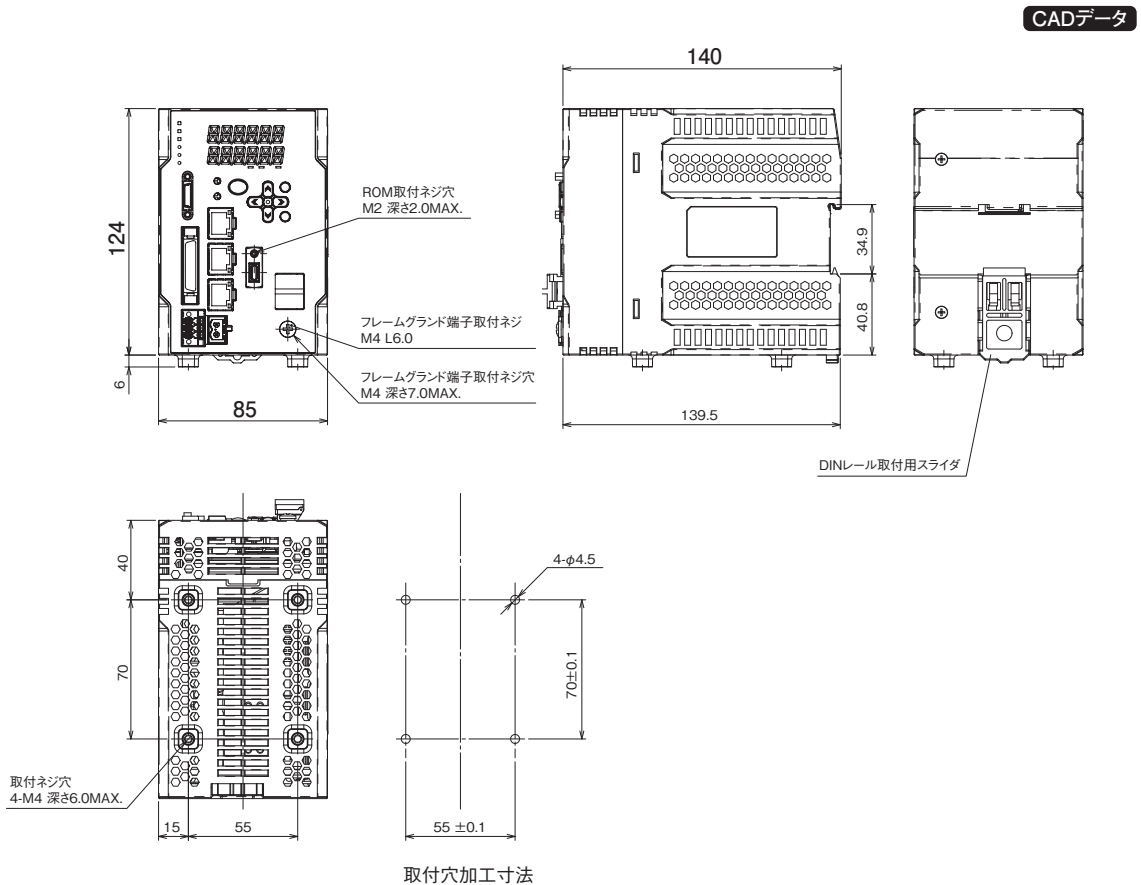 CADデータ
140
124
ROM取付ネジ穴
M2 深さ2.0MAX.
フレームグランド端子取付ネジ
M4 L6.0
フレームグランド端子取付ネジ穴
M4 深さ7.0MAX.
34.9
40.8
6
85
139.5
DINレール取付用スライダ
40
70
4-φ4.5
70±0.1
取付ネジ穴
4-M4 深さ6.0MAX.
15
55
55 ±0.1
取付穴加工寸法